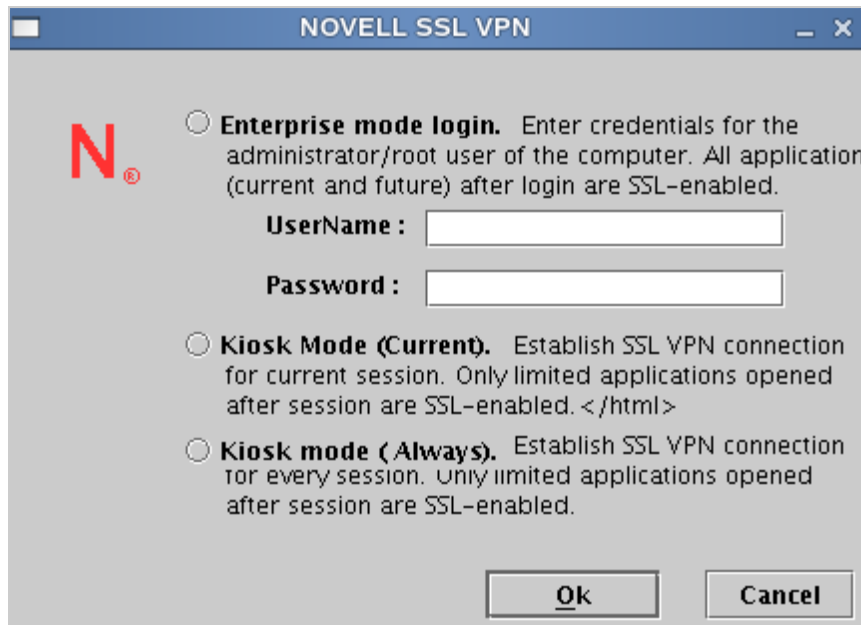 NOVELL SSL VPN
N®
Enterprise mode login. Enter credentials for the
administrator/root user of the computer. All application
(current and future) after login are SSL-enabled.
UserName :
Password :
Kiosk Mode (Current). Establish SSL VPN connection
for current session. Only limited applications opened
after session are SSL-enabled.</html>
Kiosk mode ( Always). Establish SSL VPN connection
for every session. Only limited applications opened
after session are SSL-enabled.
Ok
Cancel